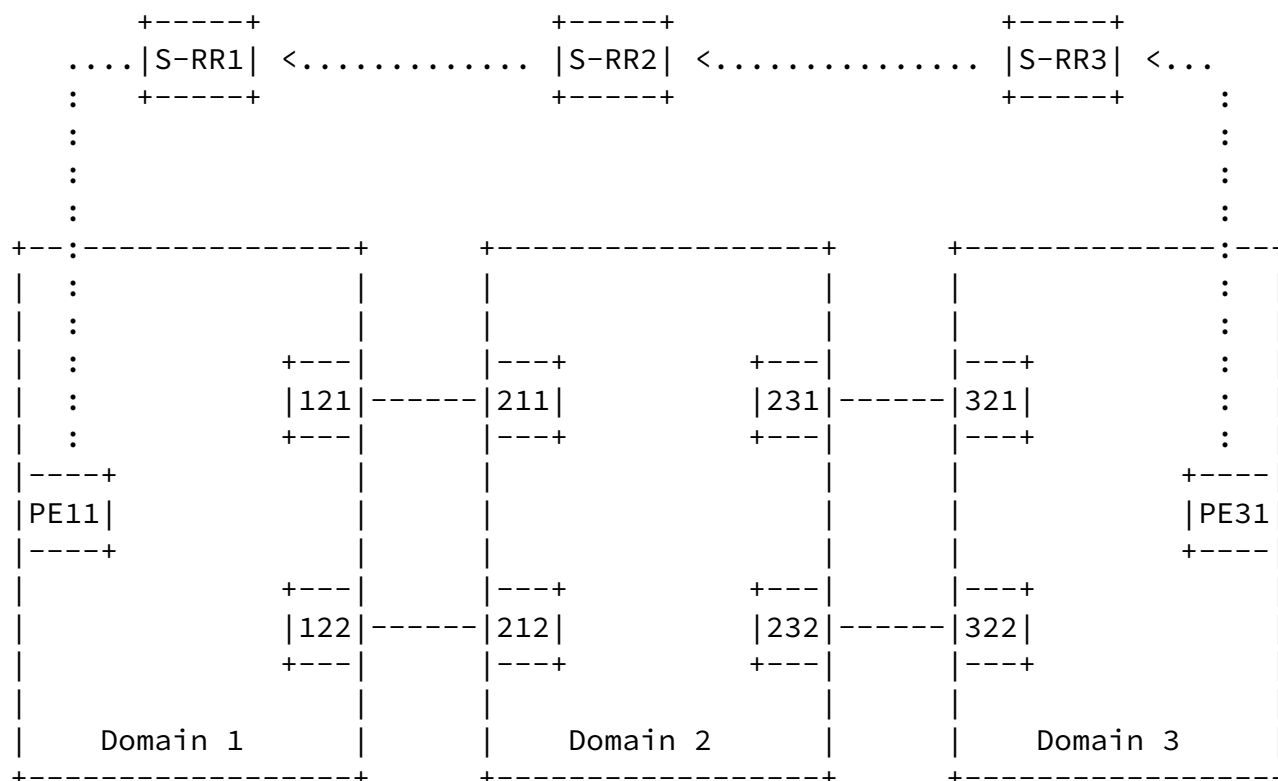 S-RR1 S-RR2 S-RR3
121 211 231 321
PE11 PE31
122 212 232 322
Domain 1 Domain 2 Domain 3